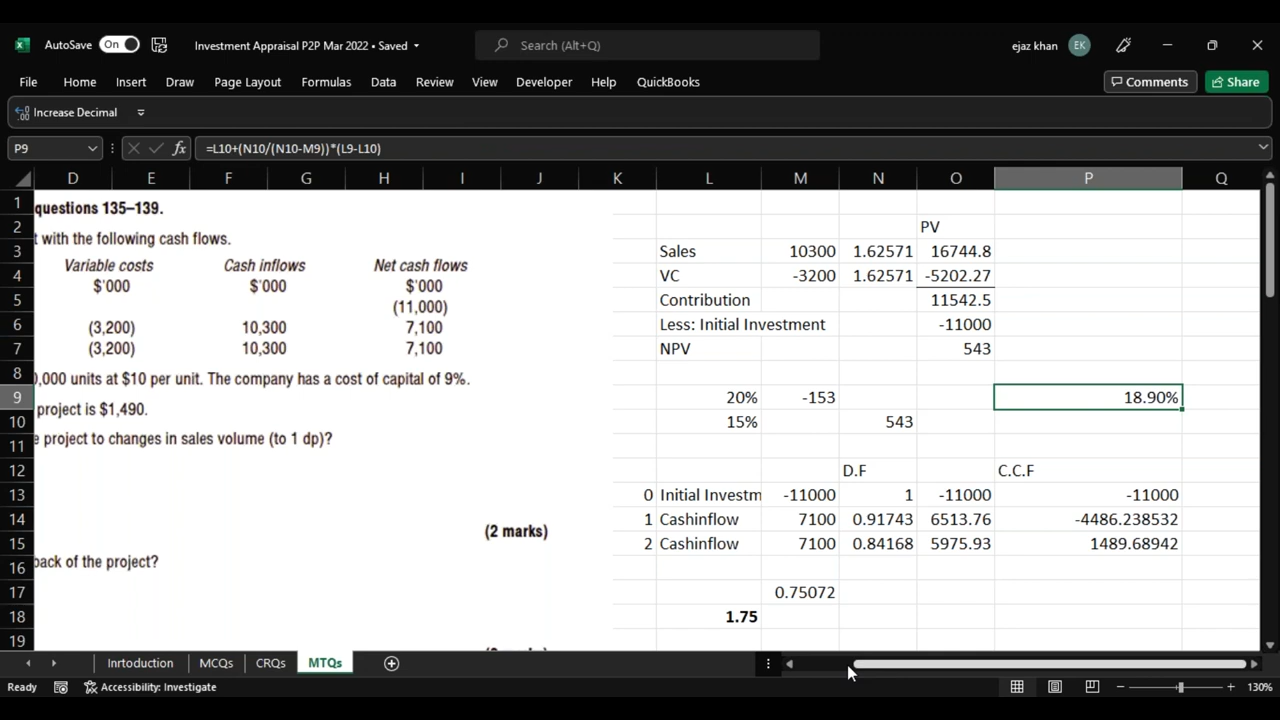 AutoSave On Investment Appraisal P2P Mar 2022 • Saved Search (Alt+Q) ejaz khan EK
File Home Insert Draw Page Layout Formulas Data Review View Developer Help QuickBooks Comments Share
Increase Decimal
P9 fx =L10+(N10/(N10-M9))*(L9-L10)
D E F G H I J K L M N O P Q
1 questions 135–139.
2 t with the following cash flows. PV
3 Variable costs Cash inflows Net cash flows Sales 10300 1.62571 16744.8
4 $'000 $'000 $'000 VC -3200 1.62571 -5202.27
5 (11,000) Contribution 11542.5
6 (3,200) 10,300 7,100 Less: Initial Investment -11000
7 (3,200) 10,300 7,100 NPV 543
8 0,000 units at $10 per unit. The company has a cost of capital of 9%.
9 project is $1,490. 20% -153 18.90%
10 15% 543
11 e project to changes in sales volume (to 1 dp)?
12 D.F C.C.F
13 0 Initial Investm -11000 1 -11000 -11000
14 1 Cashinflow 7100 0.91743 6513.76 -4486.238532
15 (2 marks) 2 Cashinflow 7100 0.84168 5975.93 1489.68942
16 back of the project?
17 0.75072
18 1.75
19
Inrtoduction MCQs CRQs MTQs
Ready Accessibility: Investigate 130%